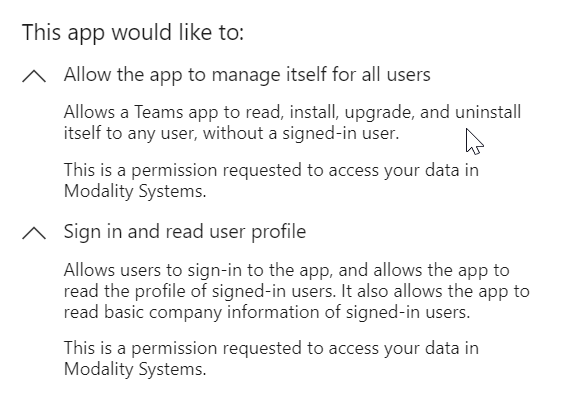 This app would like to:
Allow the app to manage itself for all users
Allows a Teams app to read, install, upgrade, and uninstall
itself to any user, without a signed-in user.
This is a permission requested to access your data in
Modality Systems.
Sign in and read user profile
Allows users to sign-in to the app, and allows the app to
read the profile of signed-in users. It also allows the app to
read basic company information of signed-in users.
This is a permission requested to access your data in
Modality Systems.